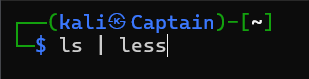 ┌──(kali㉿Captain)-[~]
└─$ ls | less